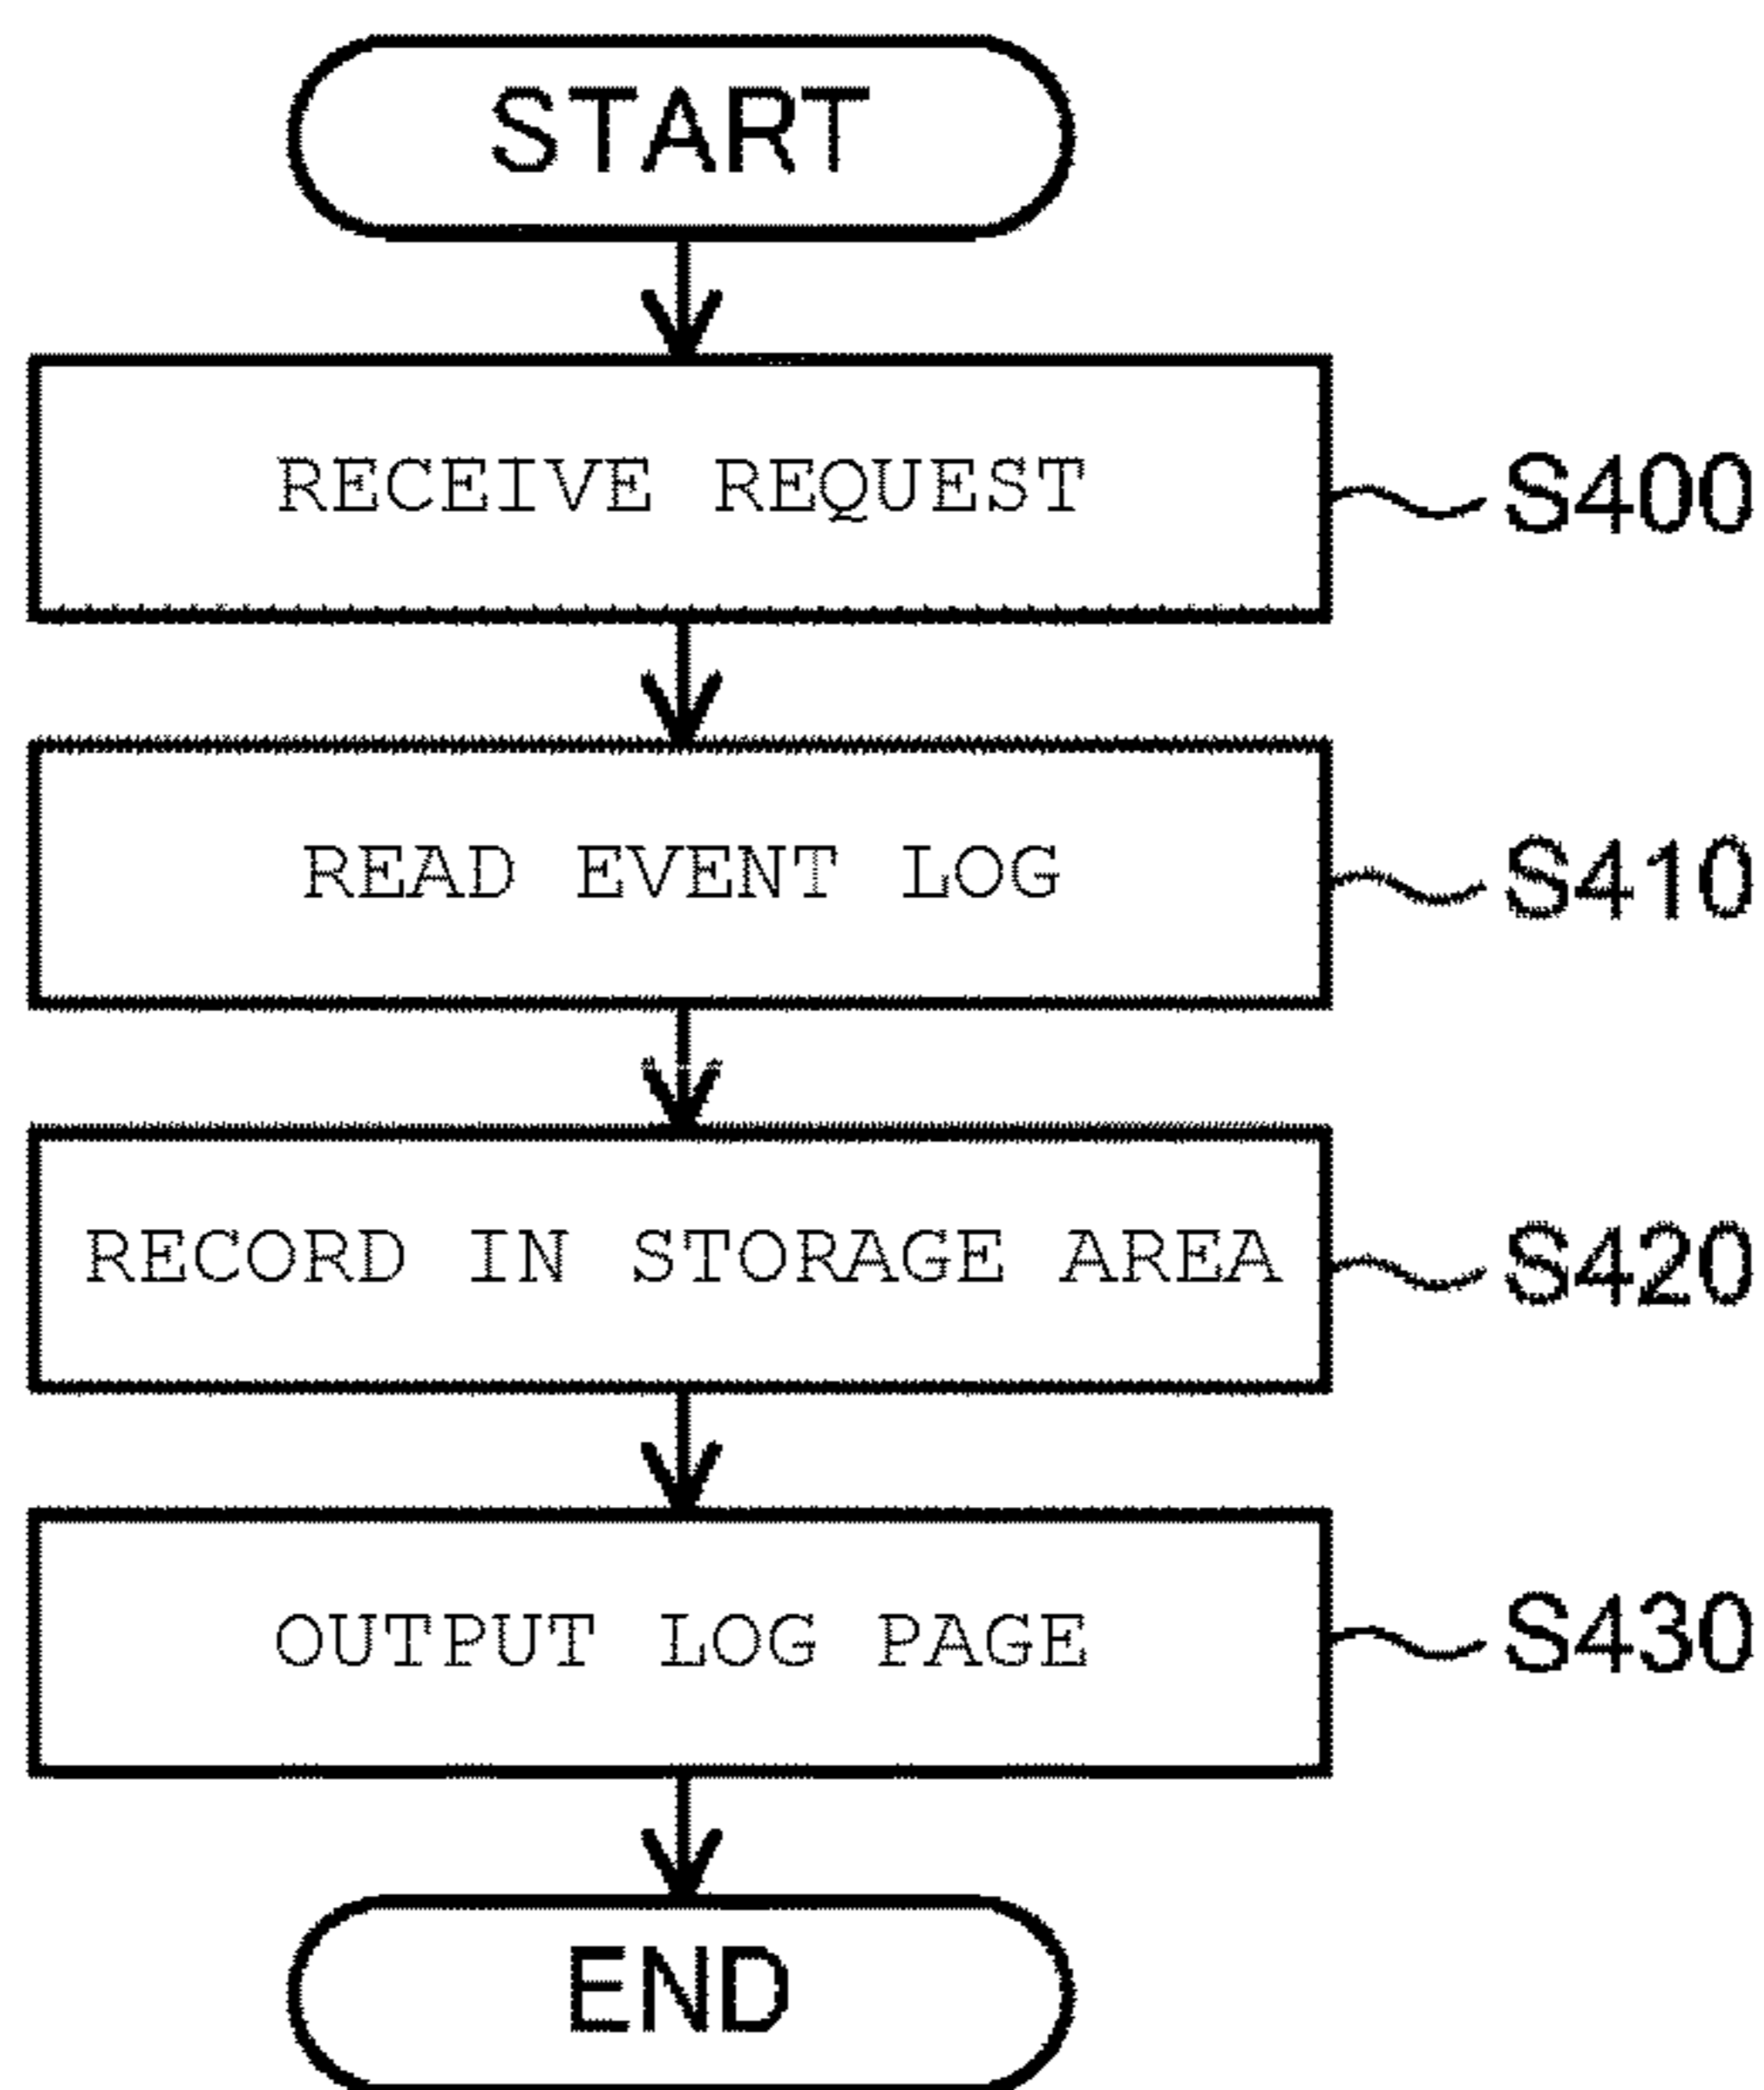 START
RECEIVE REQUEST
S400
READ EVENT LOG
S410
RECORD IN STORAGE AREA
S420
OUTPUT LOG PAGE
S430
END